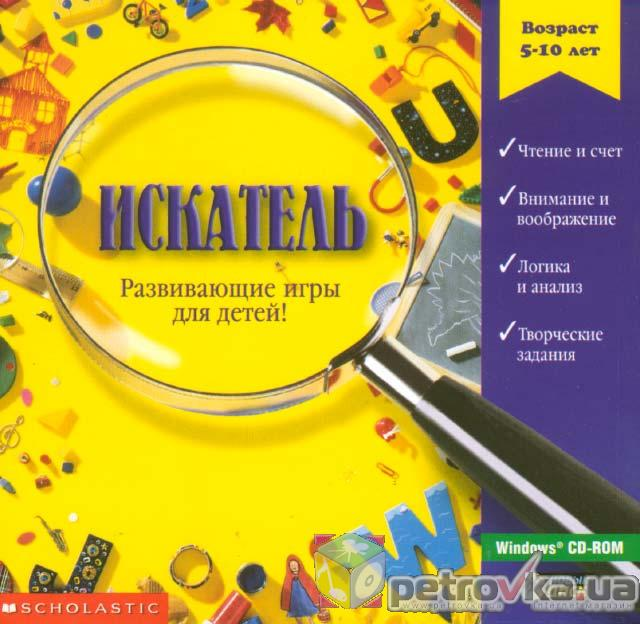 Возраст
5-10 лет
ИСКАТЕЛЬ
Развивающие игры
для детей!
✓ Чтение и счет
✓ Внимание и
воображение
✓ Логика
и анализ
✓ Творческие
задания
U
W
Windows® CD-ROM
SCHOLASTIC
petrovka.ua